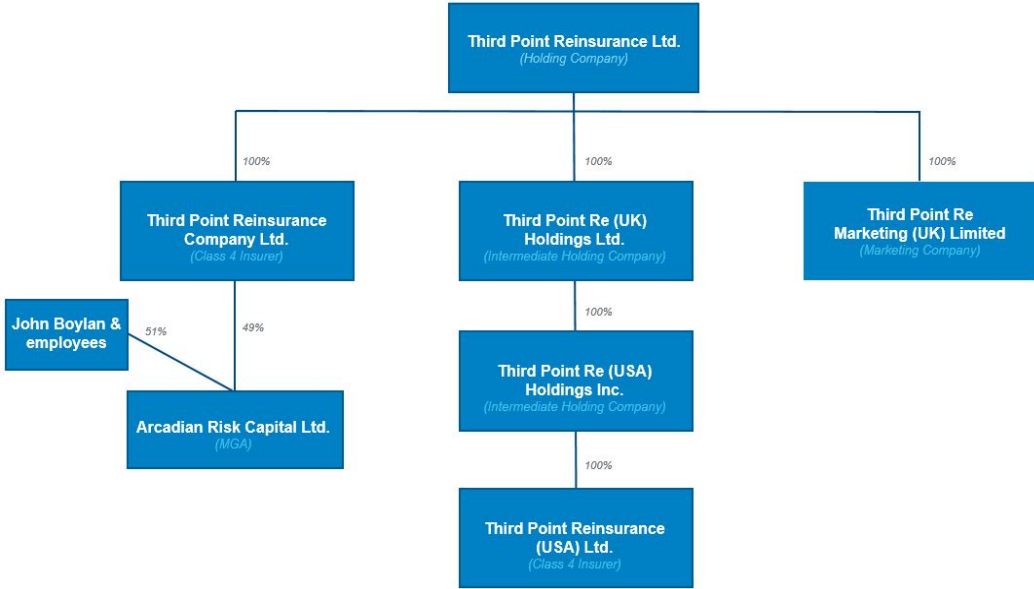 Third Point Reinsurance Ltd.
(Holding Company)
100%
100%
100%
Third Point Reinsurance
Company Ltd.
(Class 4 Insurer)
Third Point Re (UK)
Holdings Ltd.
(Intermediate Holding Company)
Third Point Re
Marketing (UK) Limited
(Marketing Company)
John Boylan &
employees
51%
49%
100%
Arcadian Risk Capital Ltd.
(MGA)
Third Point Re (USA)
Holdings Inc.
(Intermediate Holding Company)
100%
Third Point Reinsurance
(USA) Ltd.
(Class 4 Insurer)